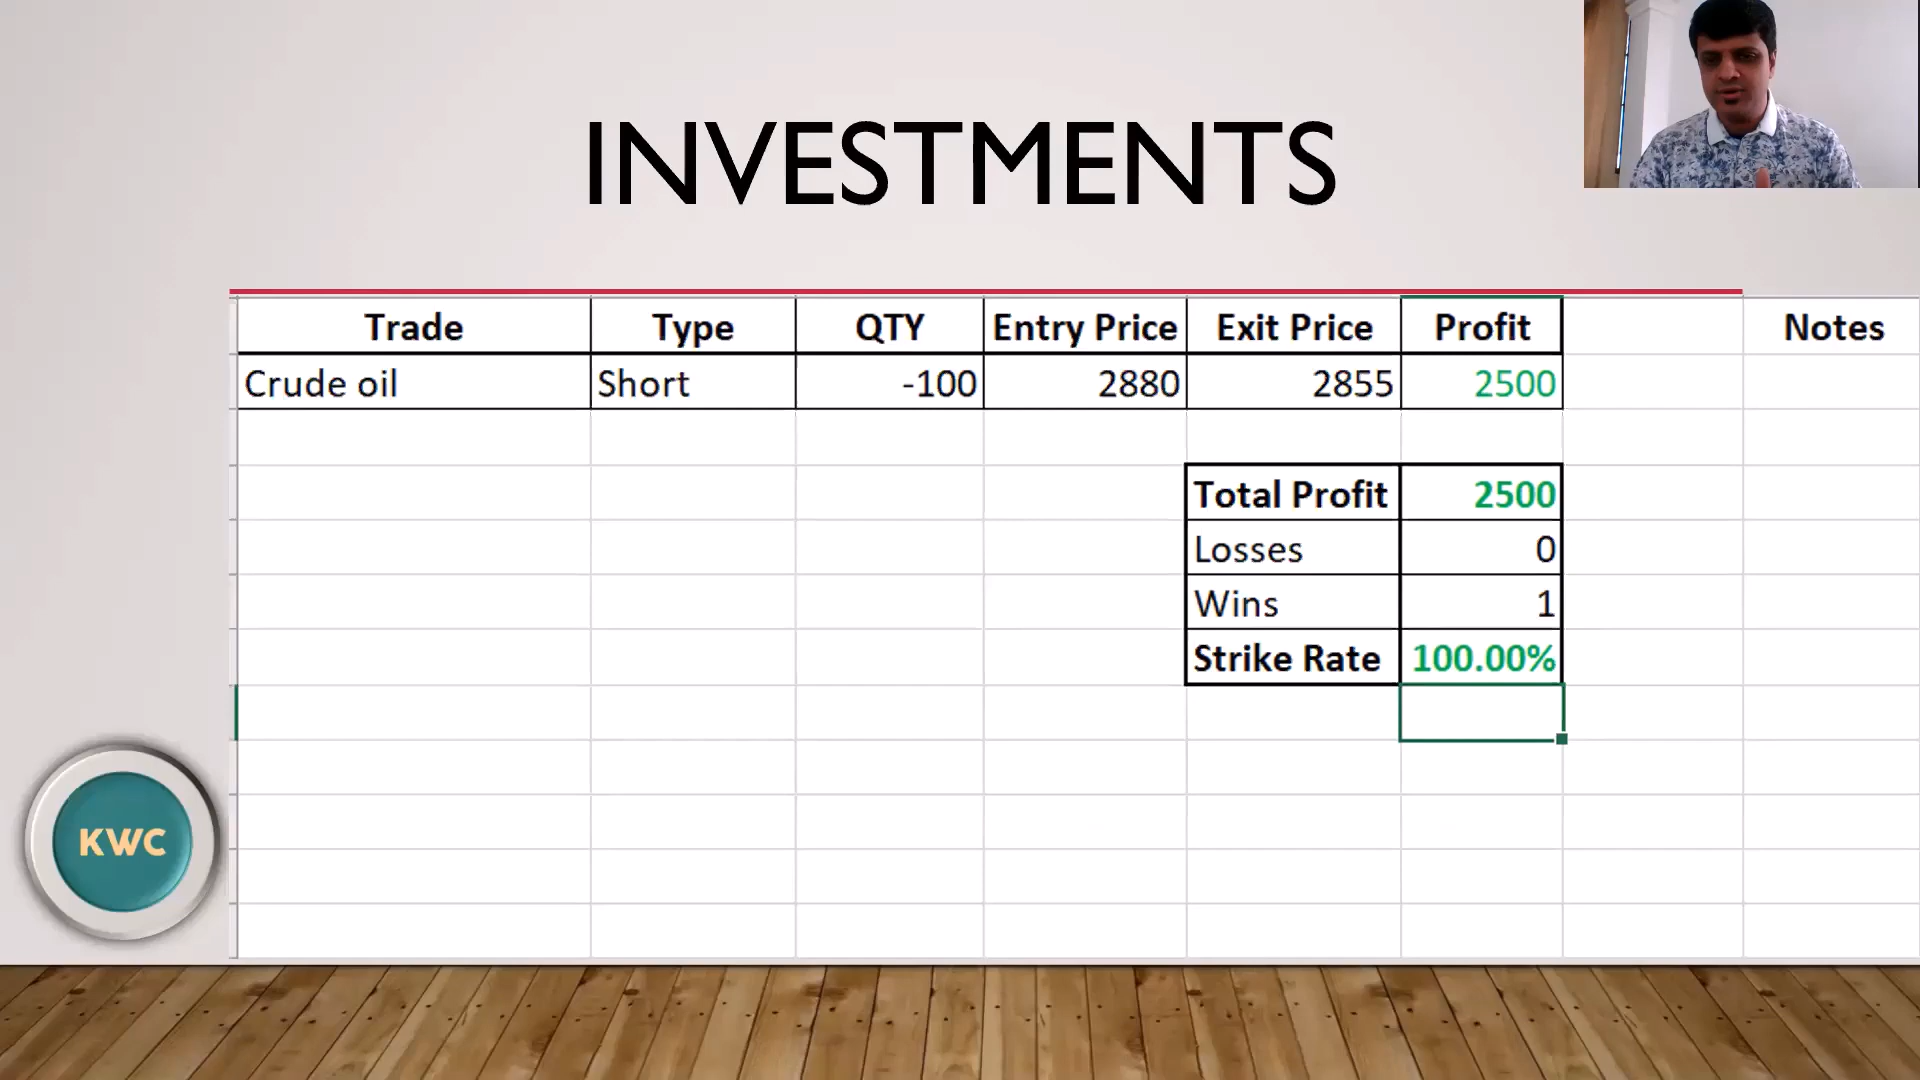 INVESTMENTS
Trade Type QTY Entry Price Exit Price Profit Notes
Crude oil Short -100 2880 2855 2500
Total Profit 2500
Losses 0
Wins 1
Strike Rate 100.00%
KWC